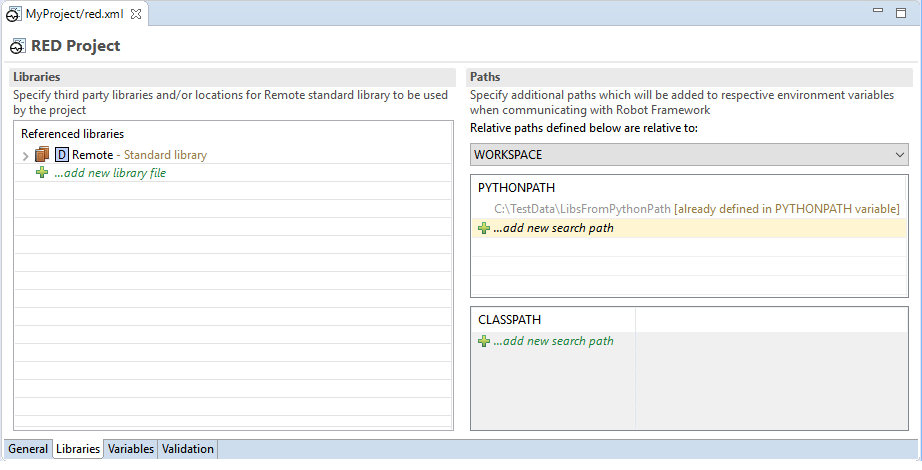 MyProject/red.xml
RED Project
Libraries
Specify third party libraries and/or locations for Remote standard library to be used
by the project
Referenced libraries
D Remote - Standard library
...add new library file
Paths
Specify additional paths which will be added to respective environment variables
when communicating with Robot Framework
Relative paths defined below are relative to:
WORKSPACE
PYTHONPATH
C:\TestData\LibsFromPythonPath [already defined in PYTHONPATH variable]
...add new search path
CLASSPATH
...add new search path
General Libraries Variables Validation